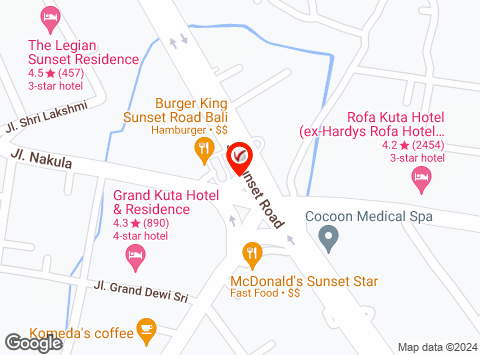 The Legian
Sunset Residence
4.5★(457)
3-star hotel
Jl. Shri Lakshmi
Burger King
Sunset Road Bali
Hamburger • $$
Rofa Kuta Hotel
(ex-Hardys Rofa Hotel...
4.2★(2454)
3-star hotel
Jl. Nakula
Sunset Road
Grand Kuta Hotel
& Residence
4.3★(890)
4-star hotel
Cocoon Medical Spa
McDonald's Sunset Star
Fast Food • $$
Jl. Grand Dewi Sri
Komeda's coffee
Google
Map data ©2024